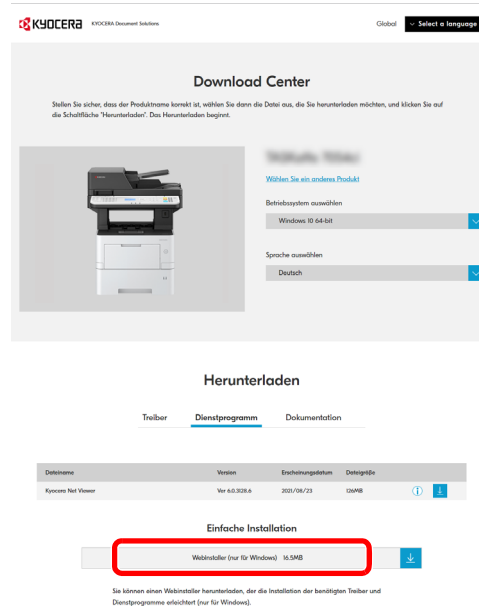 KYOCERA KYOCERA Document Solutions Global Select a language
Download Center
Stellen Sie sicher, dass der Produktname korrekt ist, wählen Sie dann die Datei aus, die Sie herunterladen möchten, und klicken Sie auf
die Schaltfläche "Herunterladen". Das Herunterladen beginnt.
Wählen Sie ein anderes Produkt
Betriebssystem auswählen
Windows 10 64-bit
Sprache auswählen
Deutsch
Herunterladen
Treiber Dienstprogramm Dokumentation
Dateiname Version Erscheinungsdatum Dateigröße
Kyocera Net Viewer Ver 6.0.3128.6 2021/08/23 126MB
Einfache Installation
Webinstaller (nur für Windows) 16.5MB
Sie können einen Webinstaller herunterladen, der die Installation der benötigten Treiber und
Dienstprogramme erleichtert (nur für Windows).